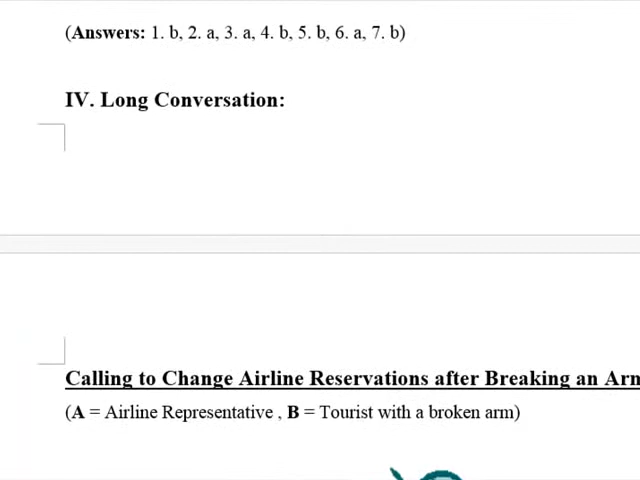 (Answers: 1. b, 2. a, 3. a, 4. b, 5. b, 6. a, 7. b)
IV. Long Conversation:
Calling to Change Airline Reservations after Breaking an
(A = Airline Representative , B = Tourist with a broken arm)